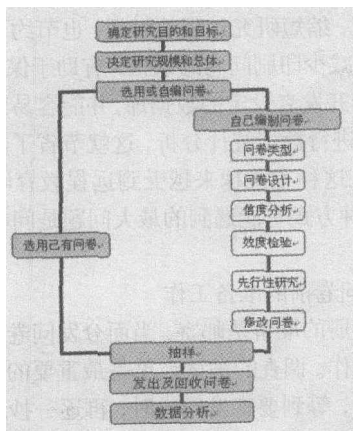 确定研究目的和目标
决定研究规模和总体
选用或自编问卷
自己编制问卷
问卷类型
问卷设计
信度分析
选用已有问卷
效度检验
先行性研究
修改问卷
抽样
发出及回收问卷
数据分析